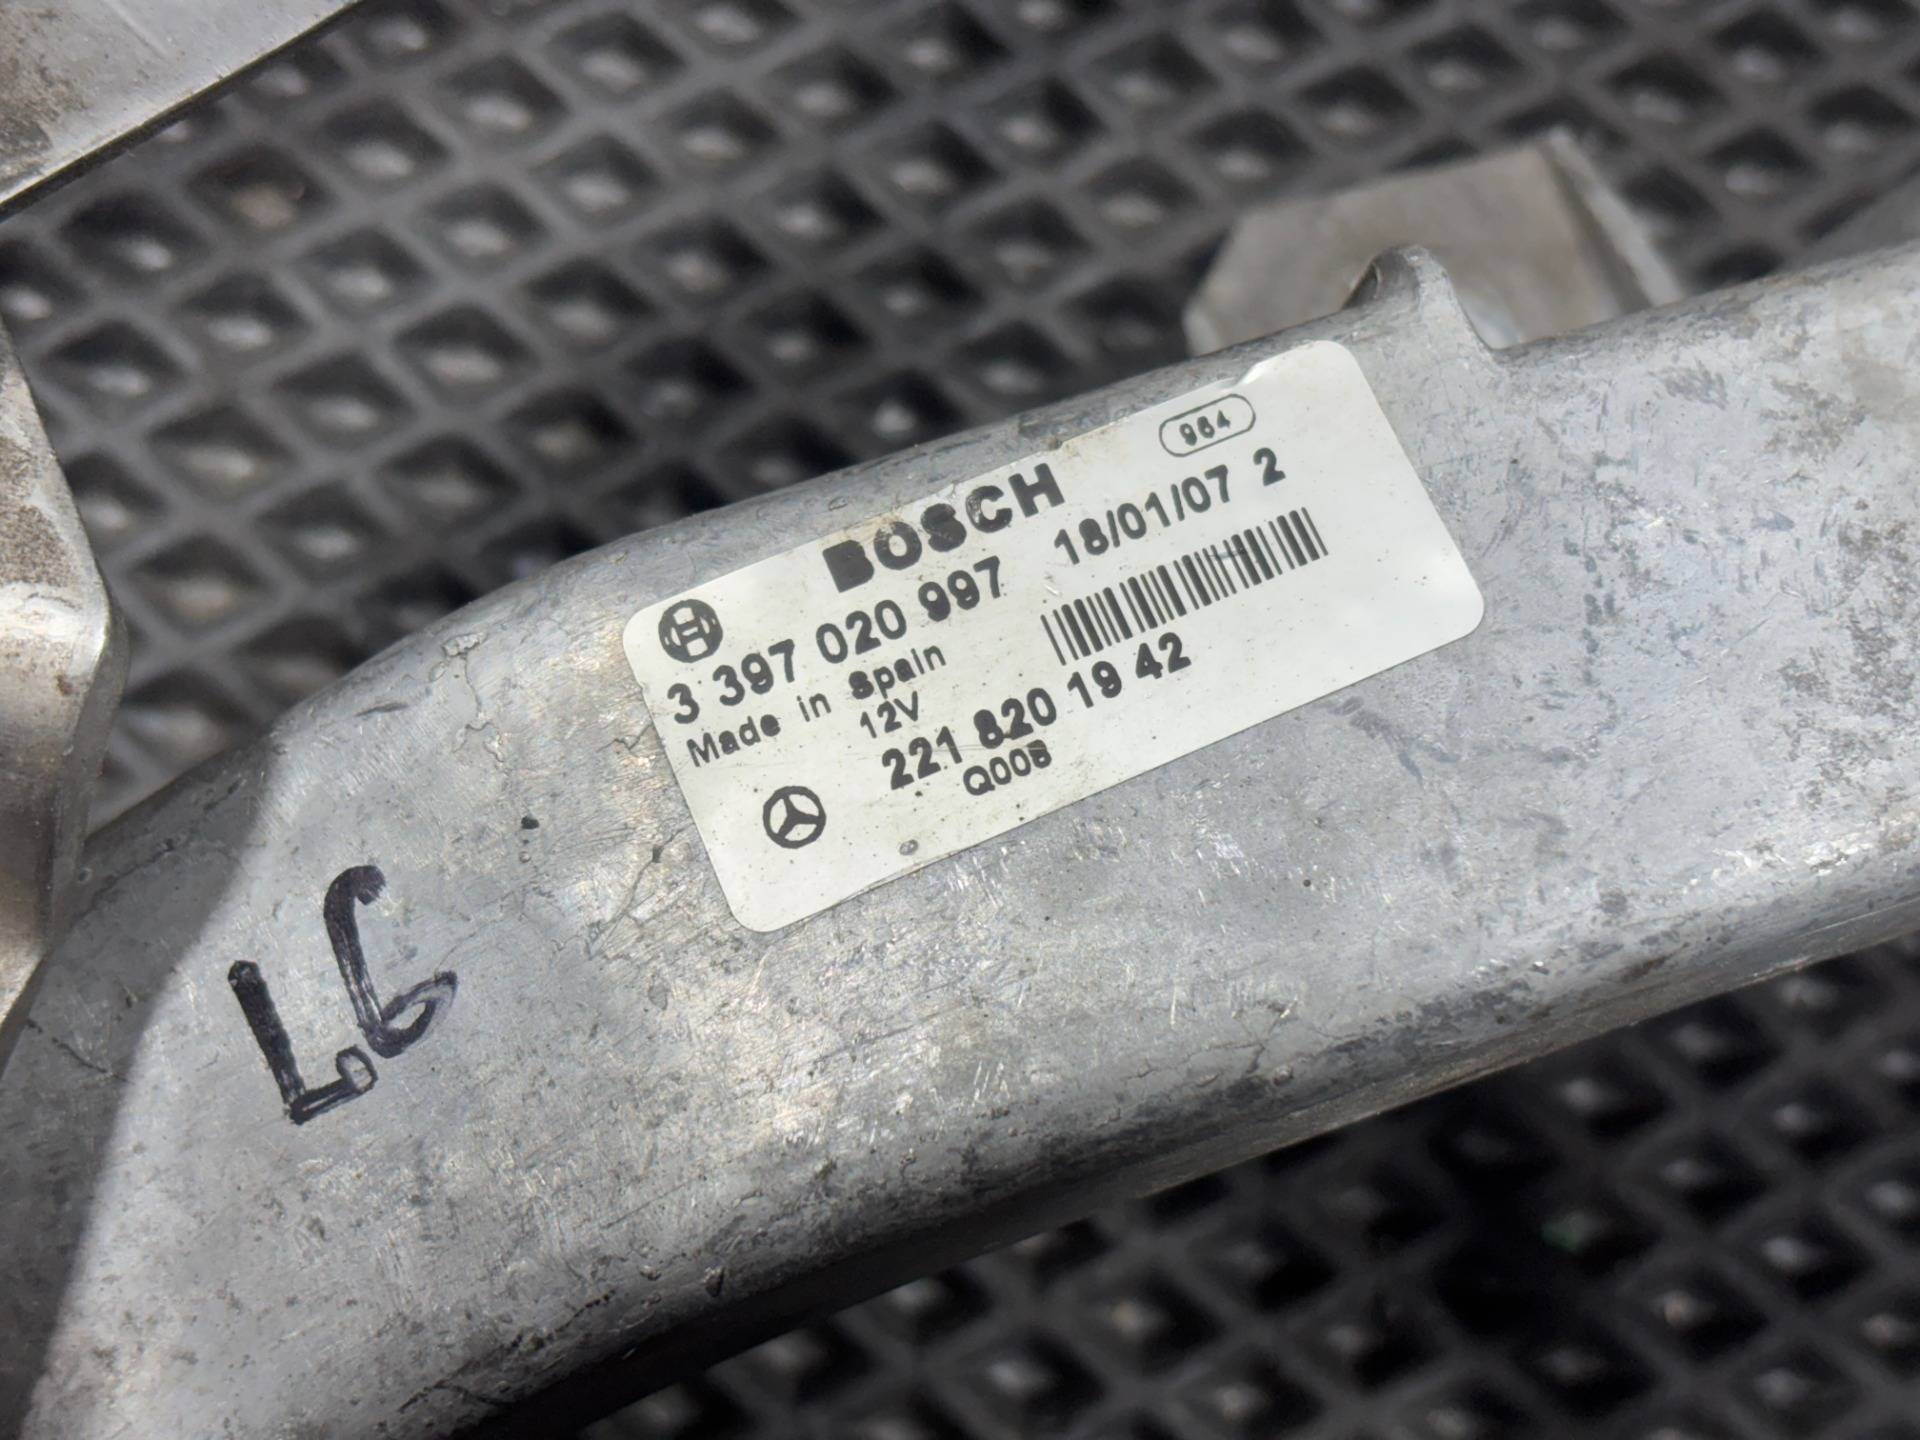 964
BOSCH
3 397 020 997 18/01/07 2
Made in Spain
12V
221 820 19 42
Q008
L6